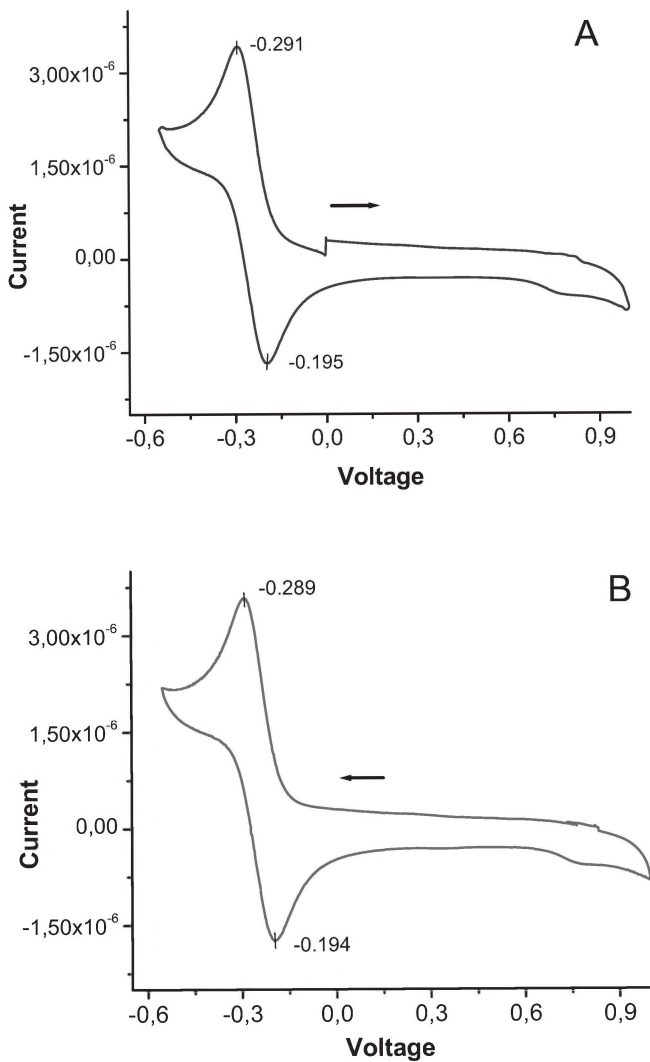 A
-0.291
3,00x10-6
1,50x10-6
0,00
-1,50x10-6
-0.195
Current
-0,6 -0,3 0,0 0,3 0,6 0,9
Voltage
B
-0.289
3,00x10-6
1,50x10-6
0,00
-1,50x10-6
-0.194
Current
-0,6 -0,3 0,0 0,3 0,6 0,9
Voltage